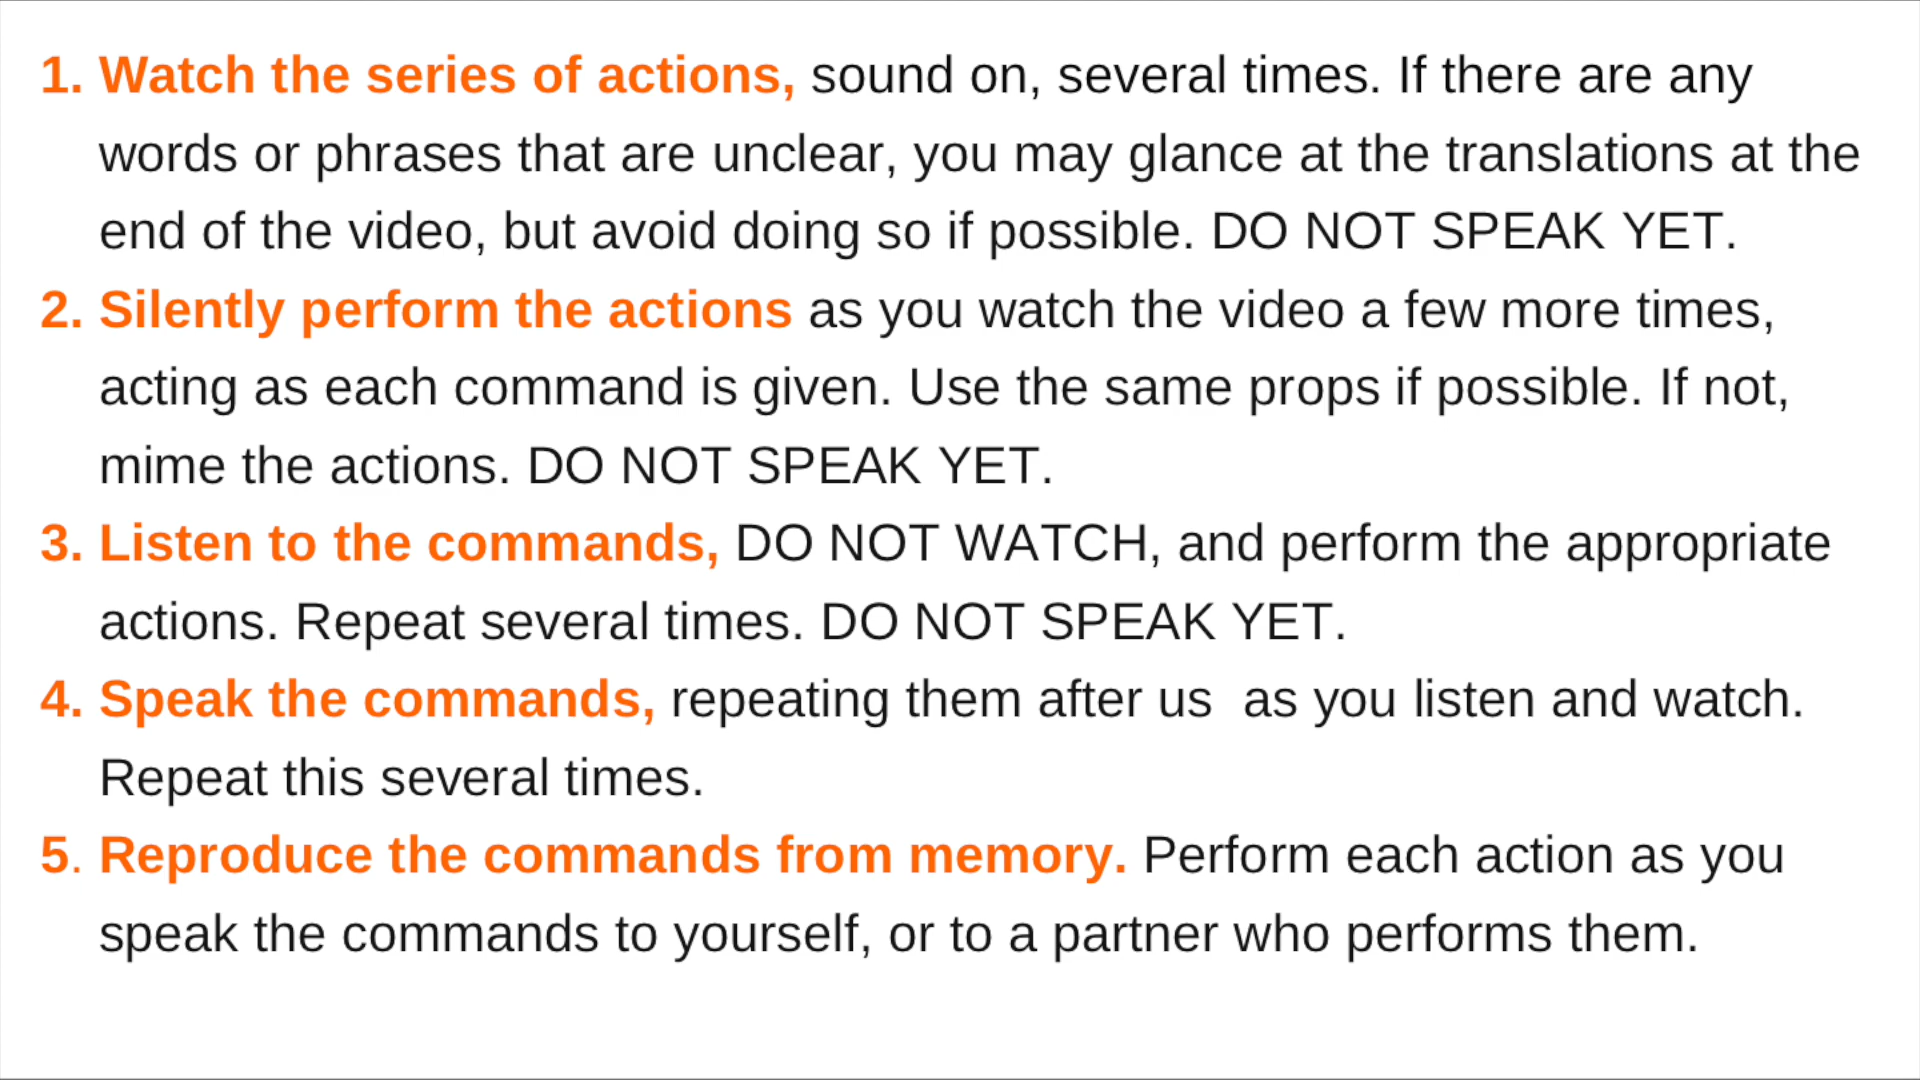 1. Watch the series of actions, sound on, several times. If there are any
words or phrases that are unclear, you may glance at the translations at the
end of the video, but avoid doing so if possible. DO NOT SPEAK YET.
2. Silently perform the actions as you watch the video a few more times,
acting as each command is given. Use the same props if possible. If not,
mime the actions. DO NOT SPEAK YET.
3. Listen to the commands, DO NOT WATCH, and perform the appropriate
actions. Repeat several times. DO NOT SPEAK YET.
4. Speak the commands, repeating them after us  as you listen and watch.
Repeat this several times.
5. Reproduce the commands from memory. Perform each action as you
speak the commands to yourself, or to a partner who performs them.